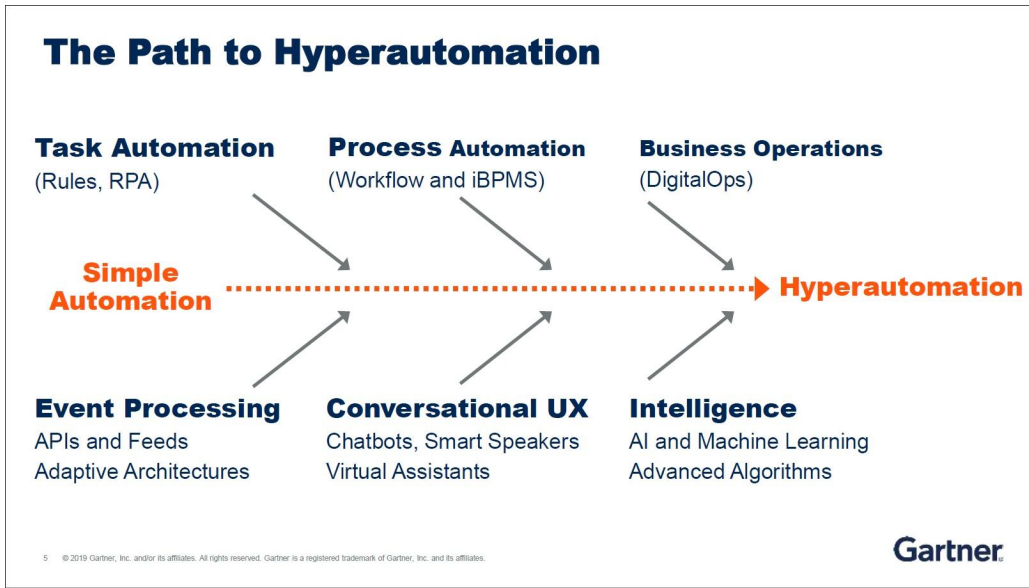 The Path to Hyperautomation
Task Automation
(Rules, RPA)
Process Automation
(Workflow and iBPMS)
Business Operations
(DigitalOps)
Simple
Automation
Hyperautomation
Event Processing
APIs and Feeds
Adaptive Architectures
Conversational UX
Chatbots, Smart Speakers
Virtual Assistants
Intelligence
AI and Machine Learning
Advanced Algorithms
5 © 2019 Gartner, Inc. and/or its affiliates. All rights reserved. Gartner is a registered trademark of Gartner, Inc. and its affiliates.
Gartner